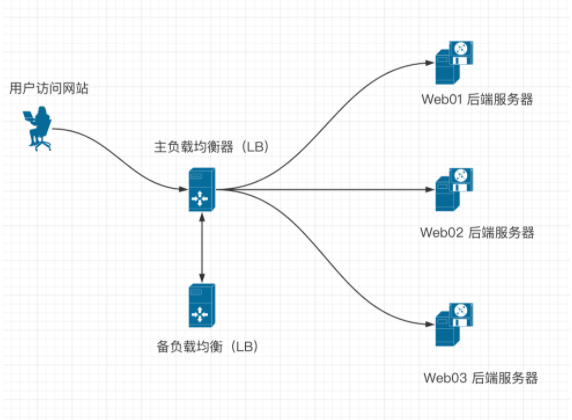 用户访问网站
主负载均衡器（LB）
备负载均衡（LB）
Web01 后端服务器
Web02 后端服务器
Web03 后端服务器